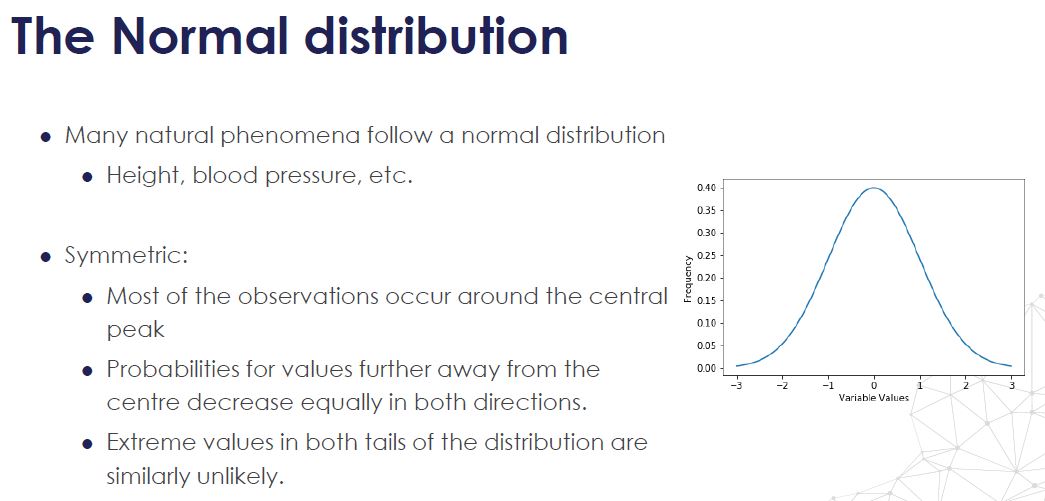 The Normal distribution
• Many natural phenomena follow a normal distribution
• Height, blood pressure, etc.
• Symmetric:
• Most of the observations occur around the central
peak
• Probabilities for values further away from the
centre decrease equally in both directions.
• Extreme values in both tails of the distribution are
similarly unlikely.
0.40
0.35
0.30
0.25
0.20
0.15
0.10
0.05
0.00
Frequency
−3 −2 −1 0 1 2 3
Variable Values